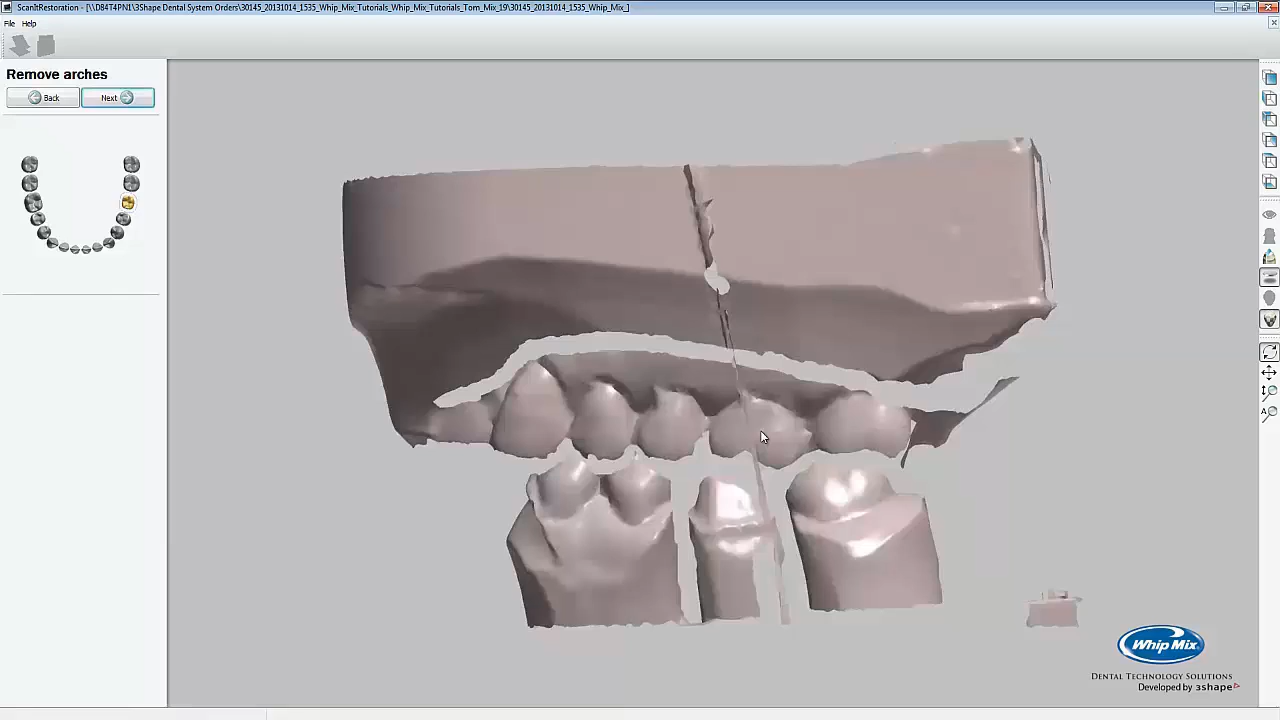 ScanItRestoration - [\\D84T4PN1\3Shape Dental System Orders\30145_20131014_1535_Whip_Mix_Tutorials_Whip_Mix_Tutorials_Tom_Mix_19\30145_20131014_1535_Whip_Mix_]
File Help
Remove arches
Back Next
Whip Mix
Dental Technology Solutions
Developed by 3shape